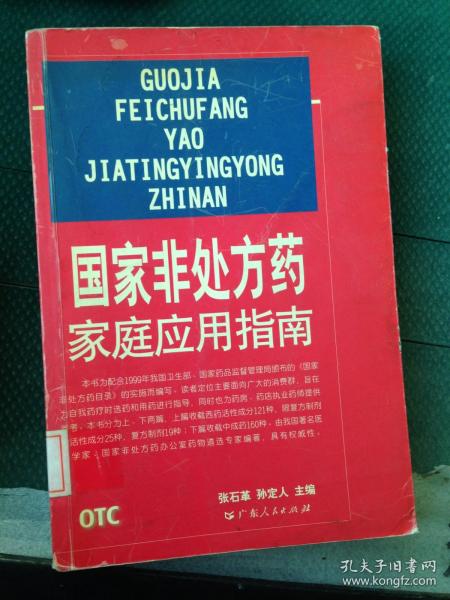 GUOJIA
FEICHUFANG
YAO
JIATINGYINGYONG
ZHINAN
国家非处方药
家庭应用指南
本书为配合1999年我国卫生部、国家药品监督管理局颁布的《国家
非处方药目录》的实施而编写。读者定位主要面向广大的消费群，旨在
为自我药疗时选药和用药进行指导，同时也为药房、药店执业药师提供
考。本书分为上、下两篇，上篇收载西药活性成分121种，限复方制剂
活性成分25种，复方制剂19种；下篇收载中成药160种。由我国著名医
学家、国家非处方药办公室药物遴选专家编著，具有权威性。
张石革 孙定人 主编
广东人民出版社
OTC
孔夫子旧书网
www.kongfz.com